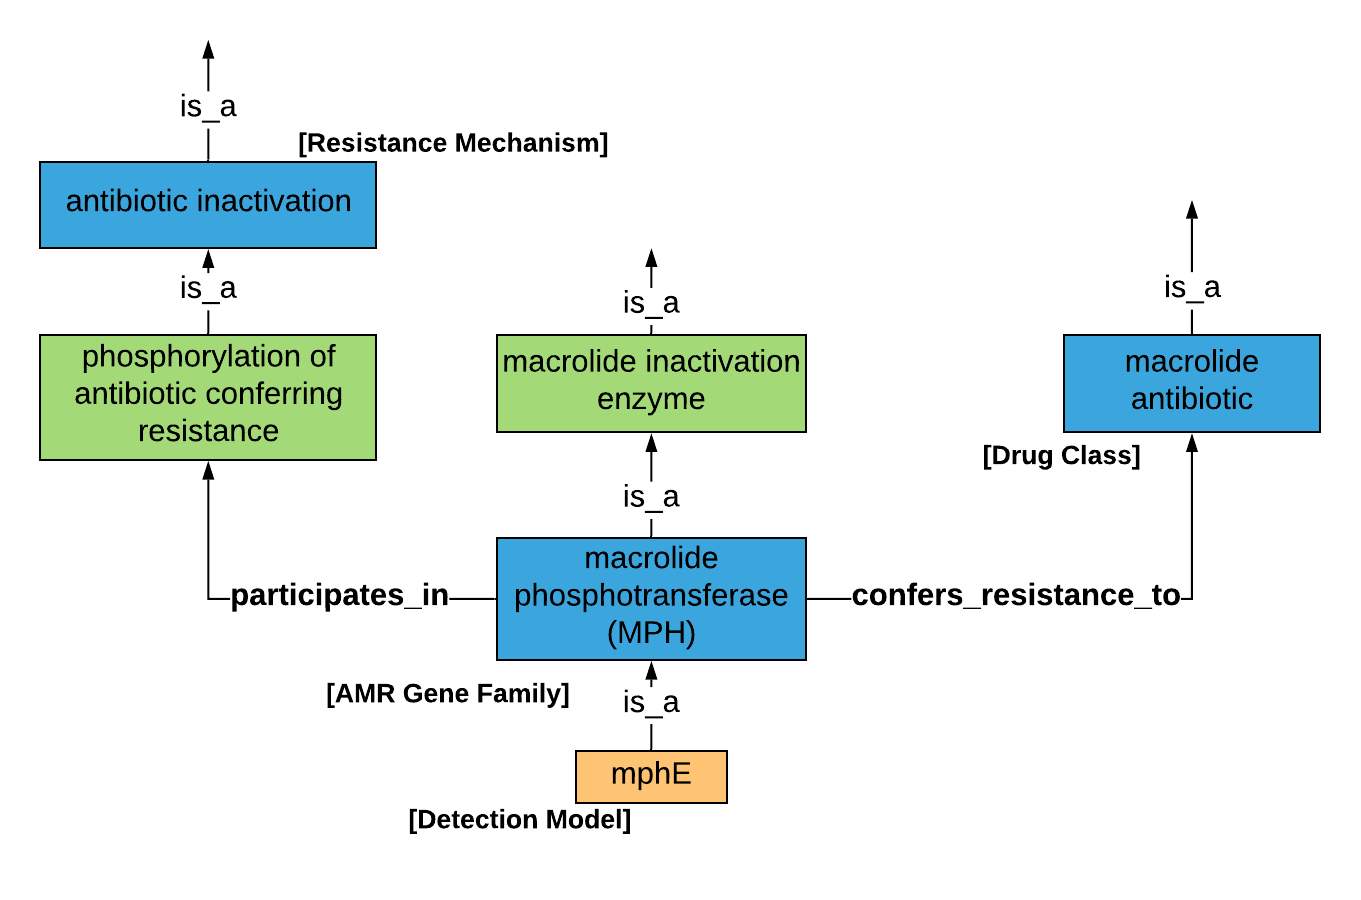 is_a
[Resistance Mechanism]
antibiotic inactivation
is_a
is_a
is_a
phosphorylation of
antibiotic conferring
resistance
macrolide inactivation
enzyme
macrolide
antibiotic
[Drug Class]
is_a
macrolide
phosphotransferase
(MPH)
participates_in
confers_resistance_to
[AMR Gene Family]
is_a
mphE
[Detection Model]